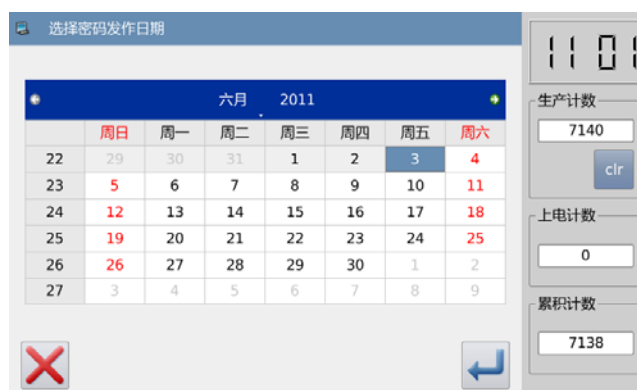 选择密码发作日期
六月 2011
周日 周一 周二 周三 周四 周五 周六
22 29 30 31 1 2 3 4
23 5 6 7 8 9 10 11
24 12 13 14 15 16 17 18
25 19 20 21 22 23 24 25
26 26 27 28 29 30 1 2
27 3 4 5 6 7 8 9
11 0
生产计数
7140
clr
上电计数
0
累积计数
7138